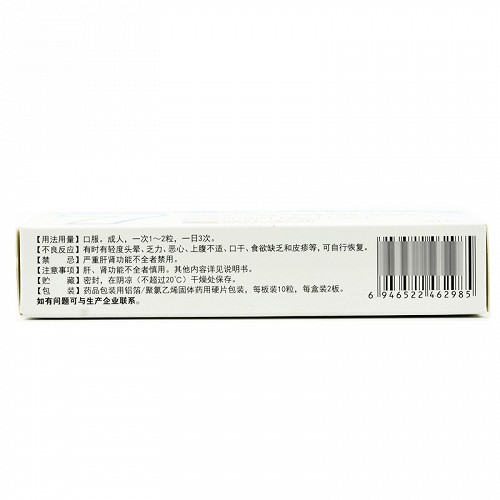 【用法用量】口服。成人，一次1～2粒，一日3次。
【不良反应】有时有轻度头晕、乏力、恶心、上腹不适、口干、食欲缺乏和皮疹等，可自行恢复。
【禁 忌】严重肝肾功能不全者禁用。
【注意事项】肝、肾功能不全者慎用。其他内容详见说明书。
【贮 藏】密封，在阴凉（不超过20℃）干燥处保存。
【包 装】药品包装用铝箔/聚氯乙烯固体药用硬片包装，每板装10粒，每盒装2板。
如有问题可与生产企业联系。
6 946522 462985